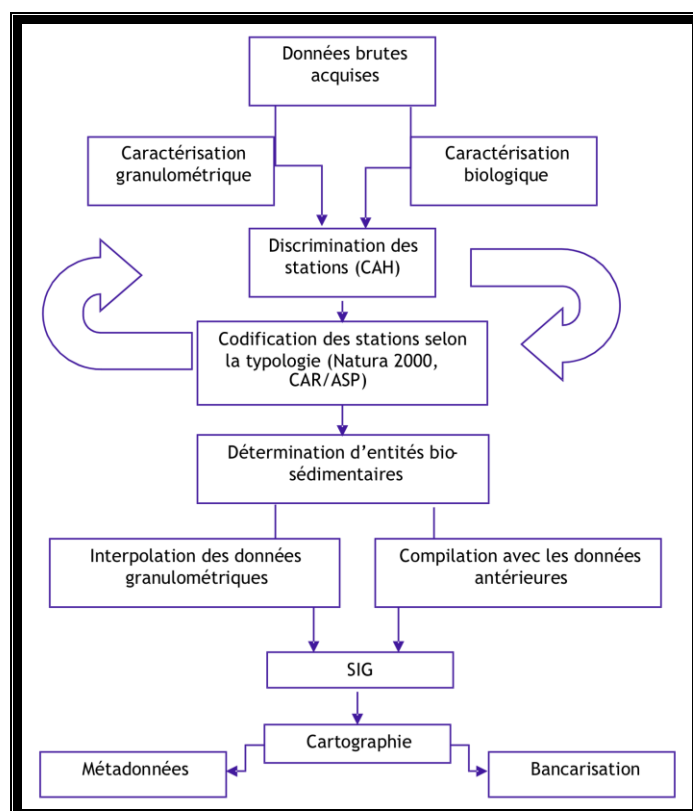 Données brutes
acquises
Caractérisation
granulométrique
Caractérisation
biologique
Discrimination des
stations (CAH)
Codification des stations selon
la typologie (Natura 2000,
CAR/ASP)
Détermination d’entités bio-
sédimentaires
Interpolation des données
granulométriques
Compilation avec les données
antérieures
SIG
Cartographie
Métadonnées
Bancarisation